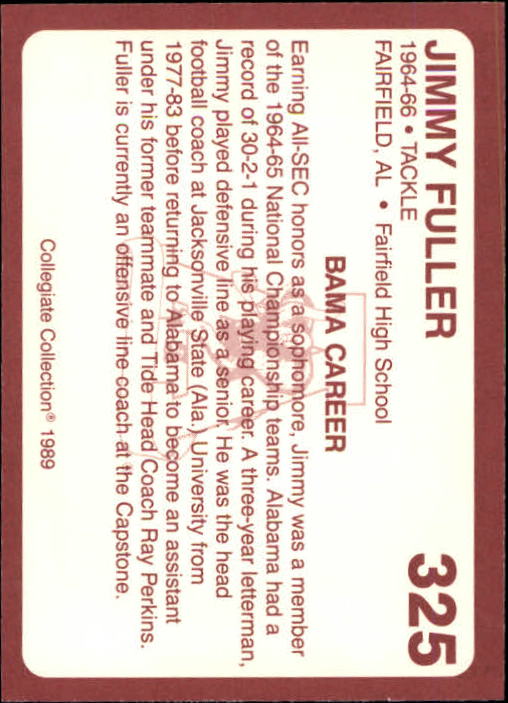 JIMMY FULLER 325
1964-66 • TACKLE
FAIRFIELD, AL • Fairfield High School
BAMA CAREER
Earning All-SEC honors as a sophomore, Jimmy was a member
of the 1964-65 National Championship teams. Alabama had a
record of 30-2-1 during his playing career. A three-year letterman,
Jimmy played defensive line as a senior. He was the head
football coach at Jacksonville State (Ala.) University from
1977-83 before returning to Alabama to become an assistant
under his former teammate and Tide Head Coach Ray Perkins.
Fuller is currently an offensive line coach at the Capstone.
Collegiate Collection® 1989